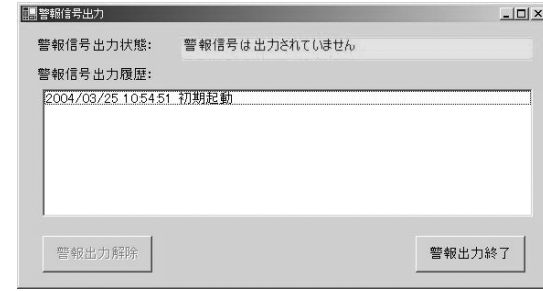 警報信号出力
警報信号出力状態: 警報信号は出力されていません
警報信号出力履歴:
2004/03/25 10:54:51 初期起動
警報出力解除 警報出力終了